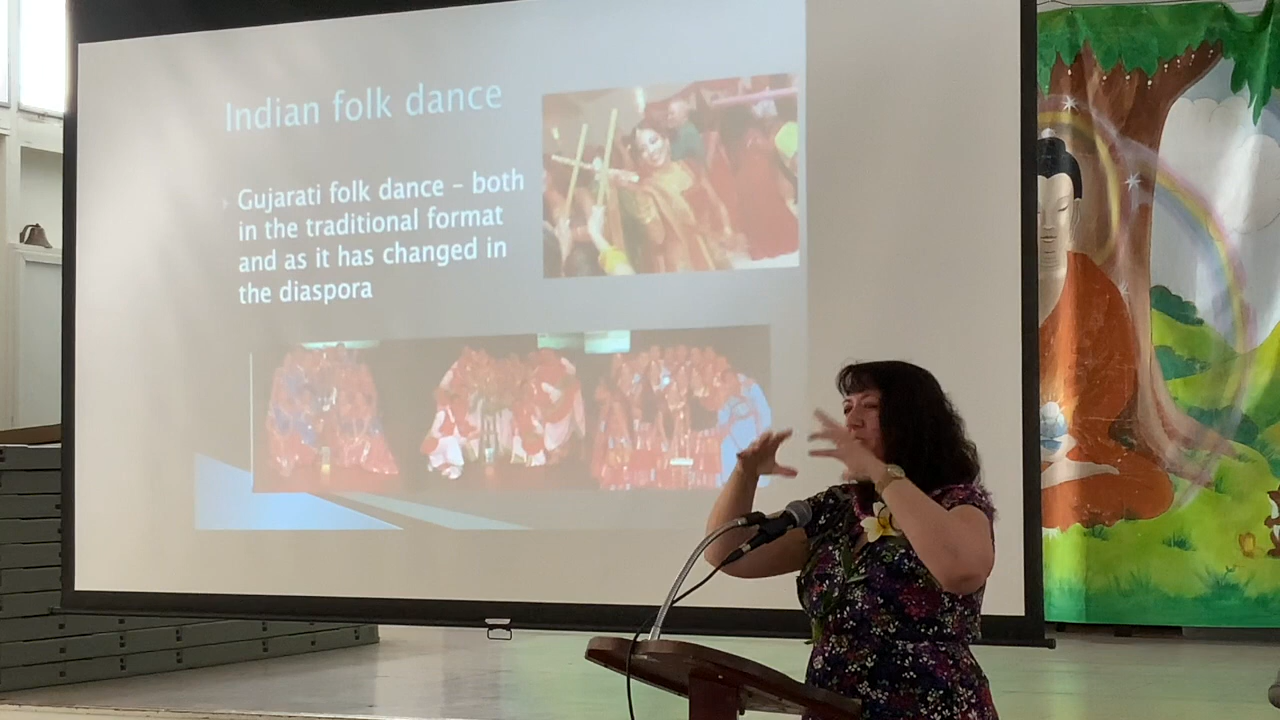 Indian folk dance
Gujarati folk dance – both
in the traditional format
and as it has changed in
the diaspora